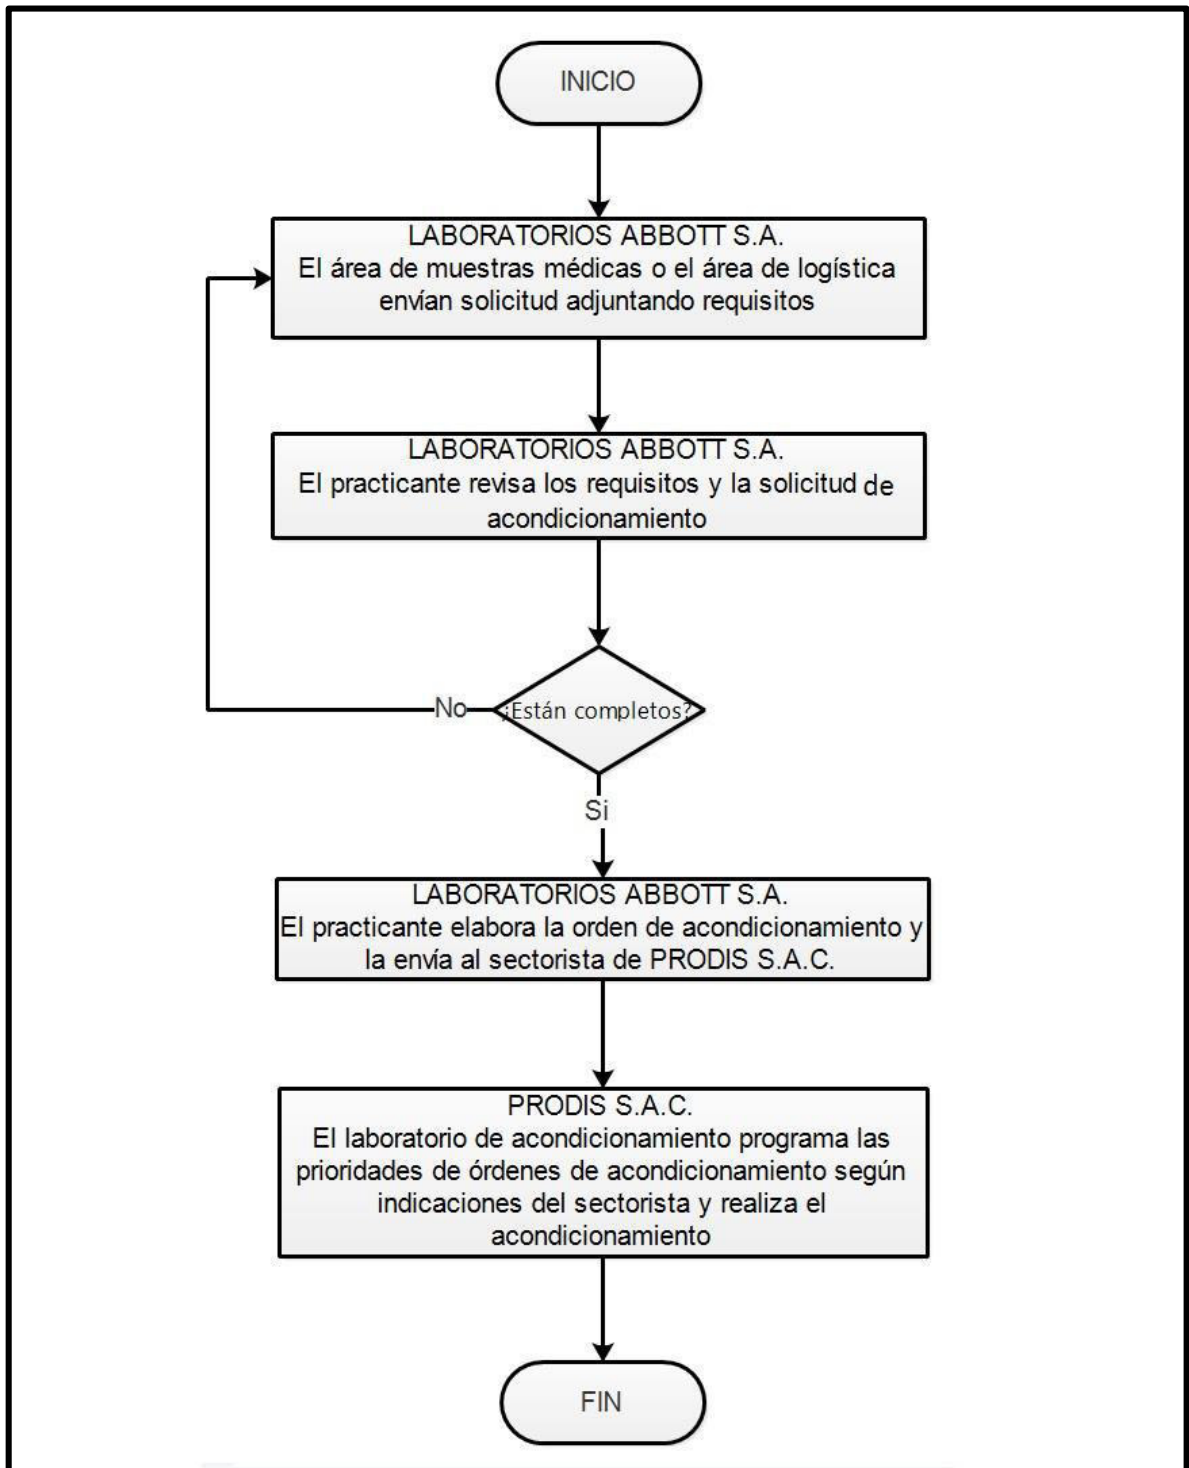 INICIO
LABORATORIOS ABBOTT S.A.
El área de muestras médicas o el área de logística
envían solicitud adjuntando requisitos
LABORATORIOS ABBOTT S.A.
El practicante revisa los requisitos y la solicitud de
acondicionamiento
No
¿Están completos?
Si
LABORATORIOS ABBOTT S.A.
El practicante elabora la orden de acondicionamiento y
la envía al sectorista de PRODIS S.A.C.
PRODIS S.A.C.
El laboratorio de acondicionamiento programa las
prioridades de órdenes de acondicionamiento según
indicaciones del sectorista y realiza el
acondicionamiento
FIN